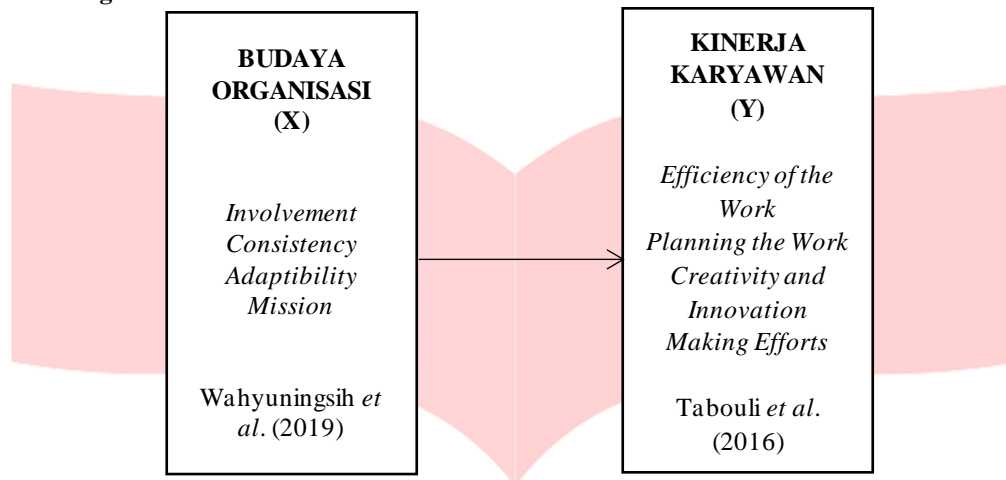 BUDAYA
ORGANISASI
(X)
Involvement
Consistency
Adaptibility
Mission
Wahyuningsih et
al. (2019)
KINERJA
KARYAWAN
(Y)
Efficiency of the
Work
Planning the Work
Creativity and
Innovation
Making Efforts
Tabouli et al.
(2016)